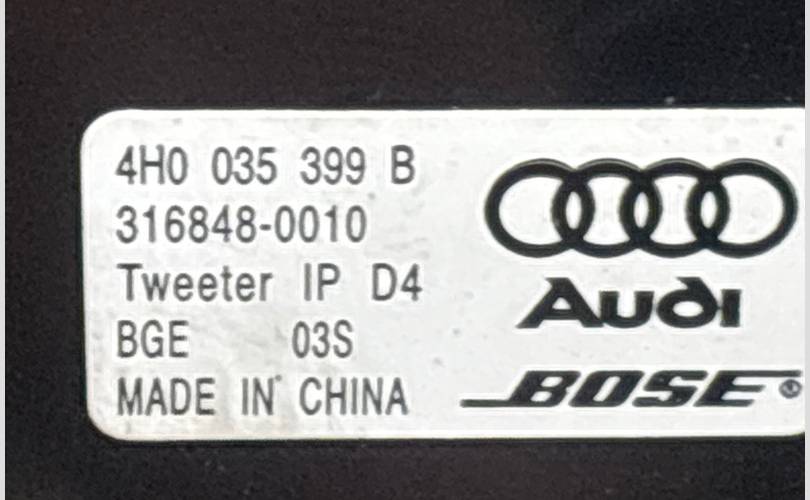 4H0 035 399 B
316848-0010
Tweeter IP D4
BGE 03S
MADE IN CHINA
Audi
BOSE®